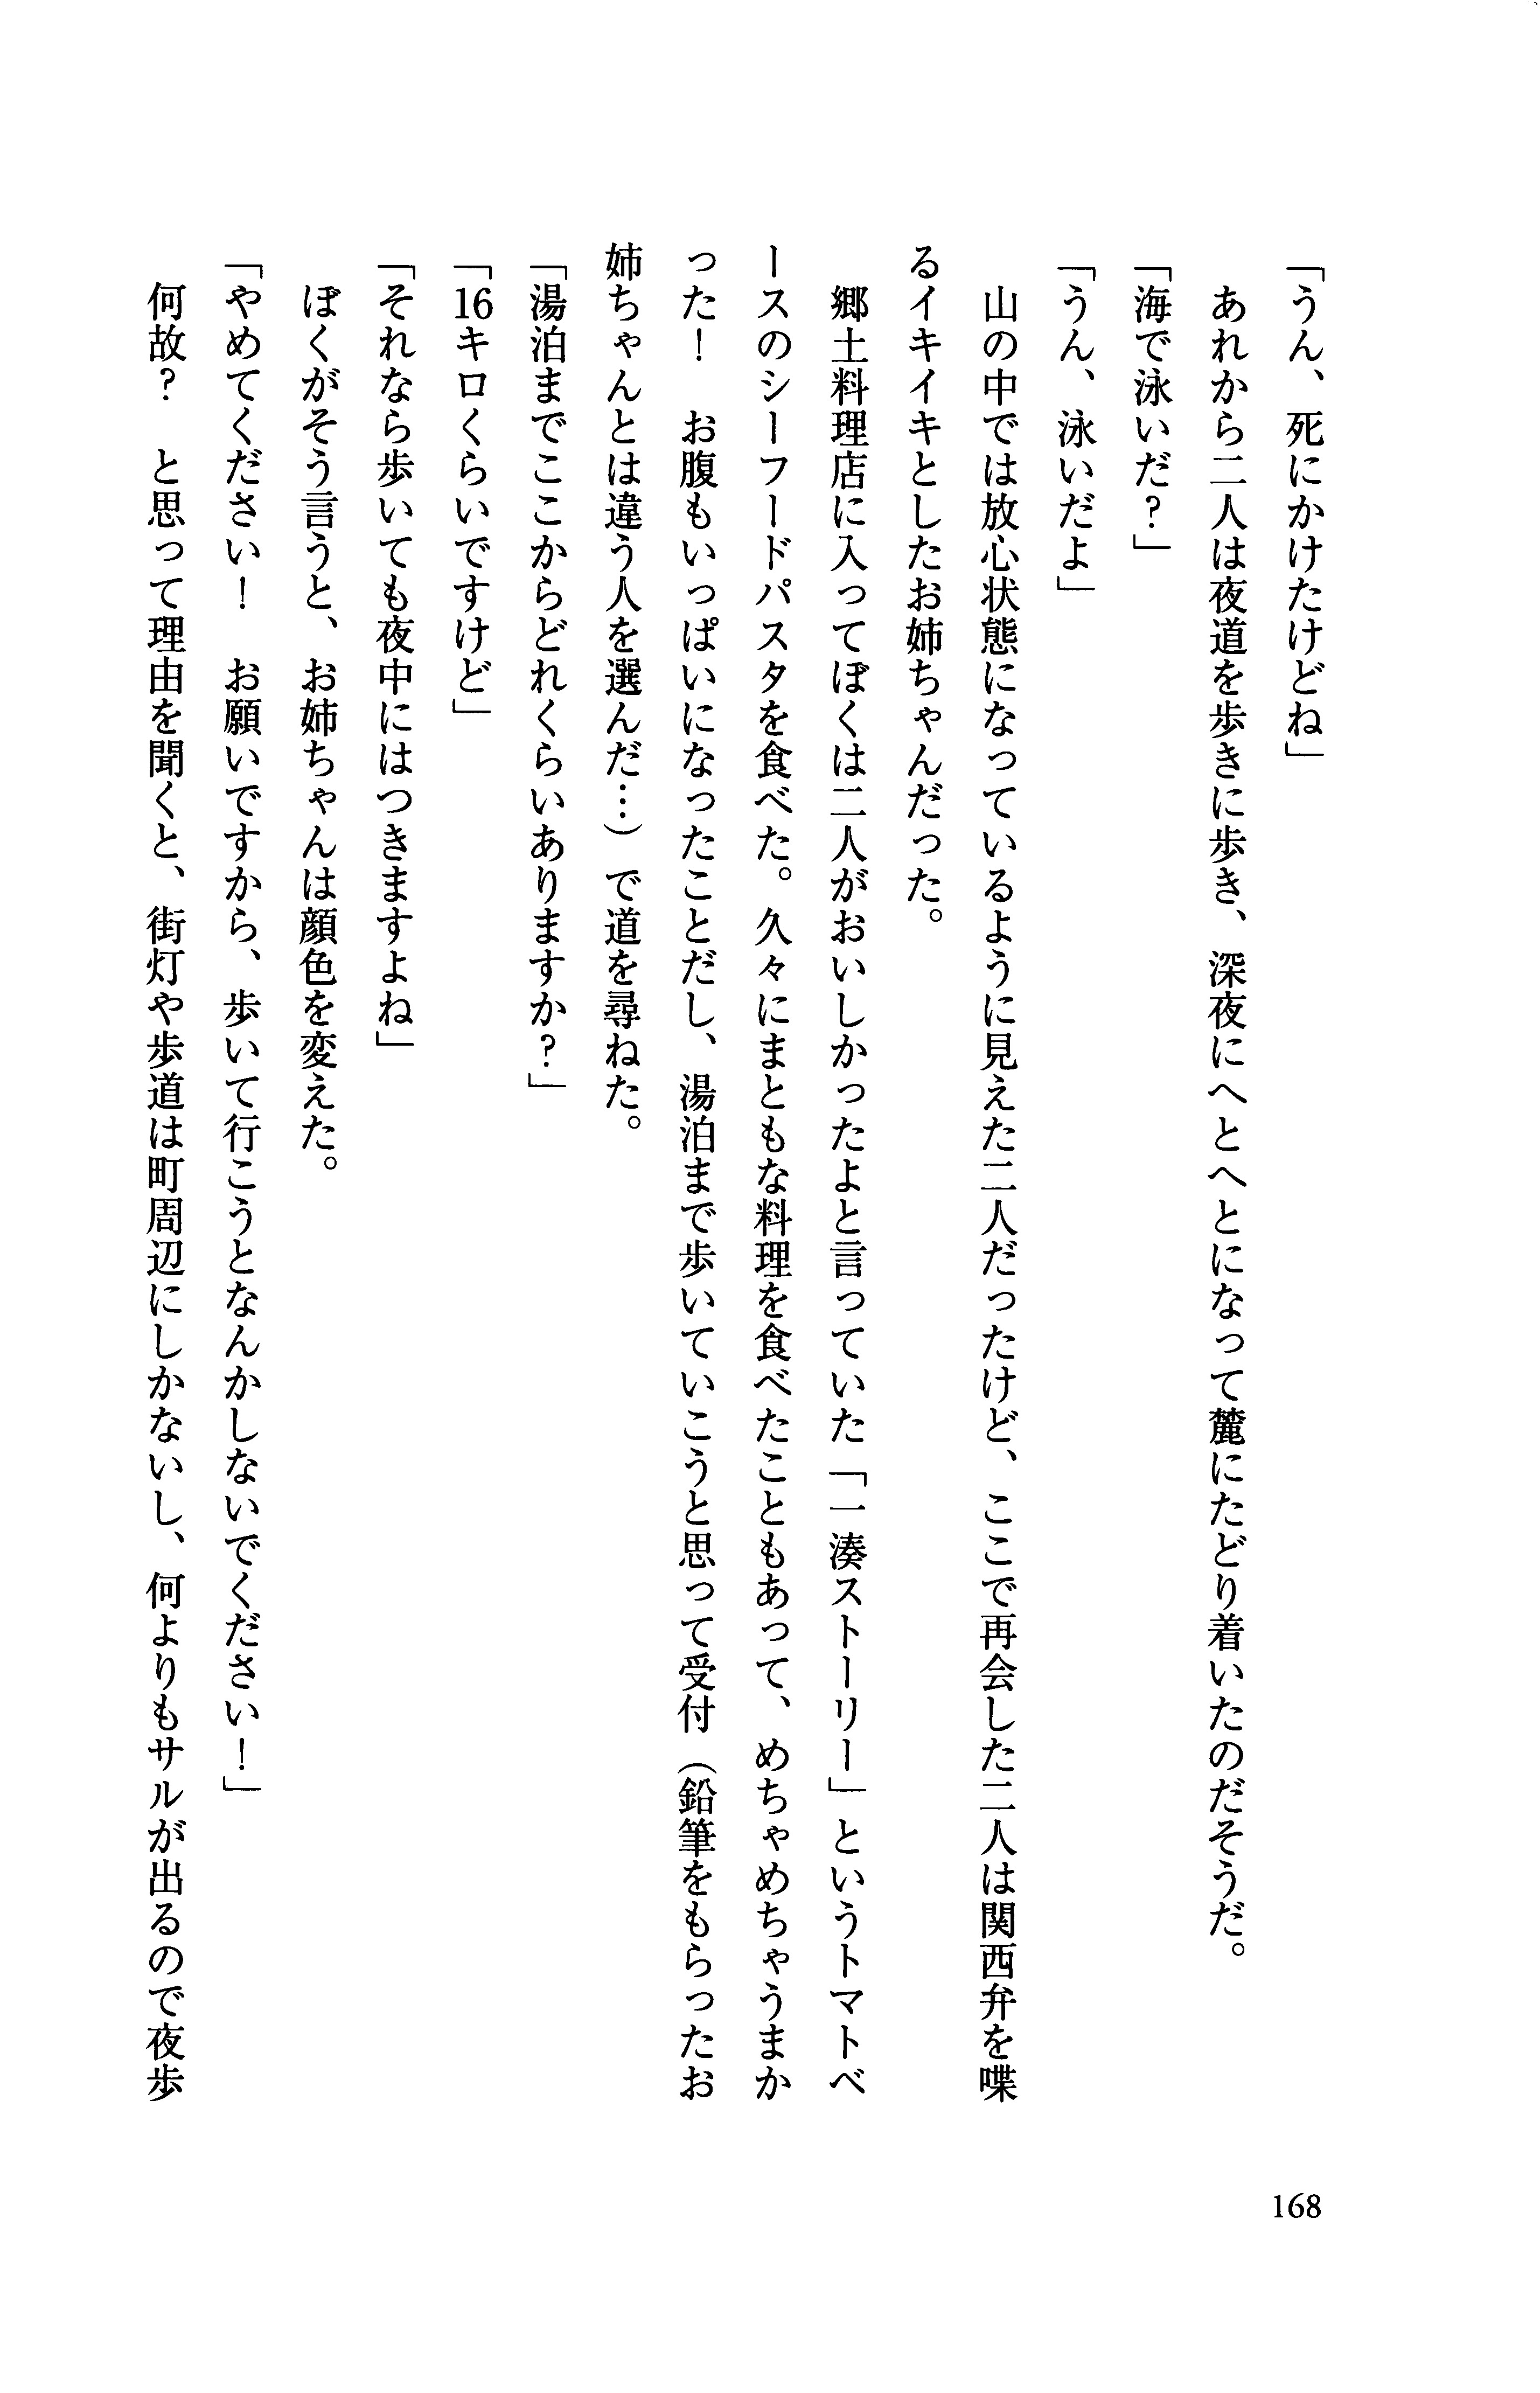 「うん、死にかけたけどね」
　あれから二人は夜道を歩きに歩き、深夜にへとへとになって麓にたどり着いたのだそうだ。
「海で泳いだ？」
「うん、泳いだよ」
　山の中では放心状態になっているように見えた二人だったけど、ここで再会した二人は関西弁を喋
るイキイキとしたお姉ちゃんだった。
　郷土料理店に入ってぼくは二人がおいしかったよと言っていた「一湊ストーリー」というトマトベ
ースのシーフードパスタを食べた。久々にまともな料理を食べたこともあって、めちゃめちゃうまか
った！　お腹もいっぱいになったことだし、湯泊まで歩いていこうと思って受付（鉛筆をもらったお
姉ちゃんとは違う人を選んだ…）で道を尋ねた。
「湯泊までここからどれくらいありますか？」
「16キロくらいですけど」
「それなら歩いても夜中にはつきますよね」
　ぼくがそう言うと、お姉ちゃんは顔色を変えた。
「やめてください！　お願いですから、歩いて行こうとなんかしないでください！」
　何故？　と思って理由を聞くと、街灯や歩道は町周辺にしかないし、何よりもサルが出るので夜歩
168